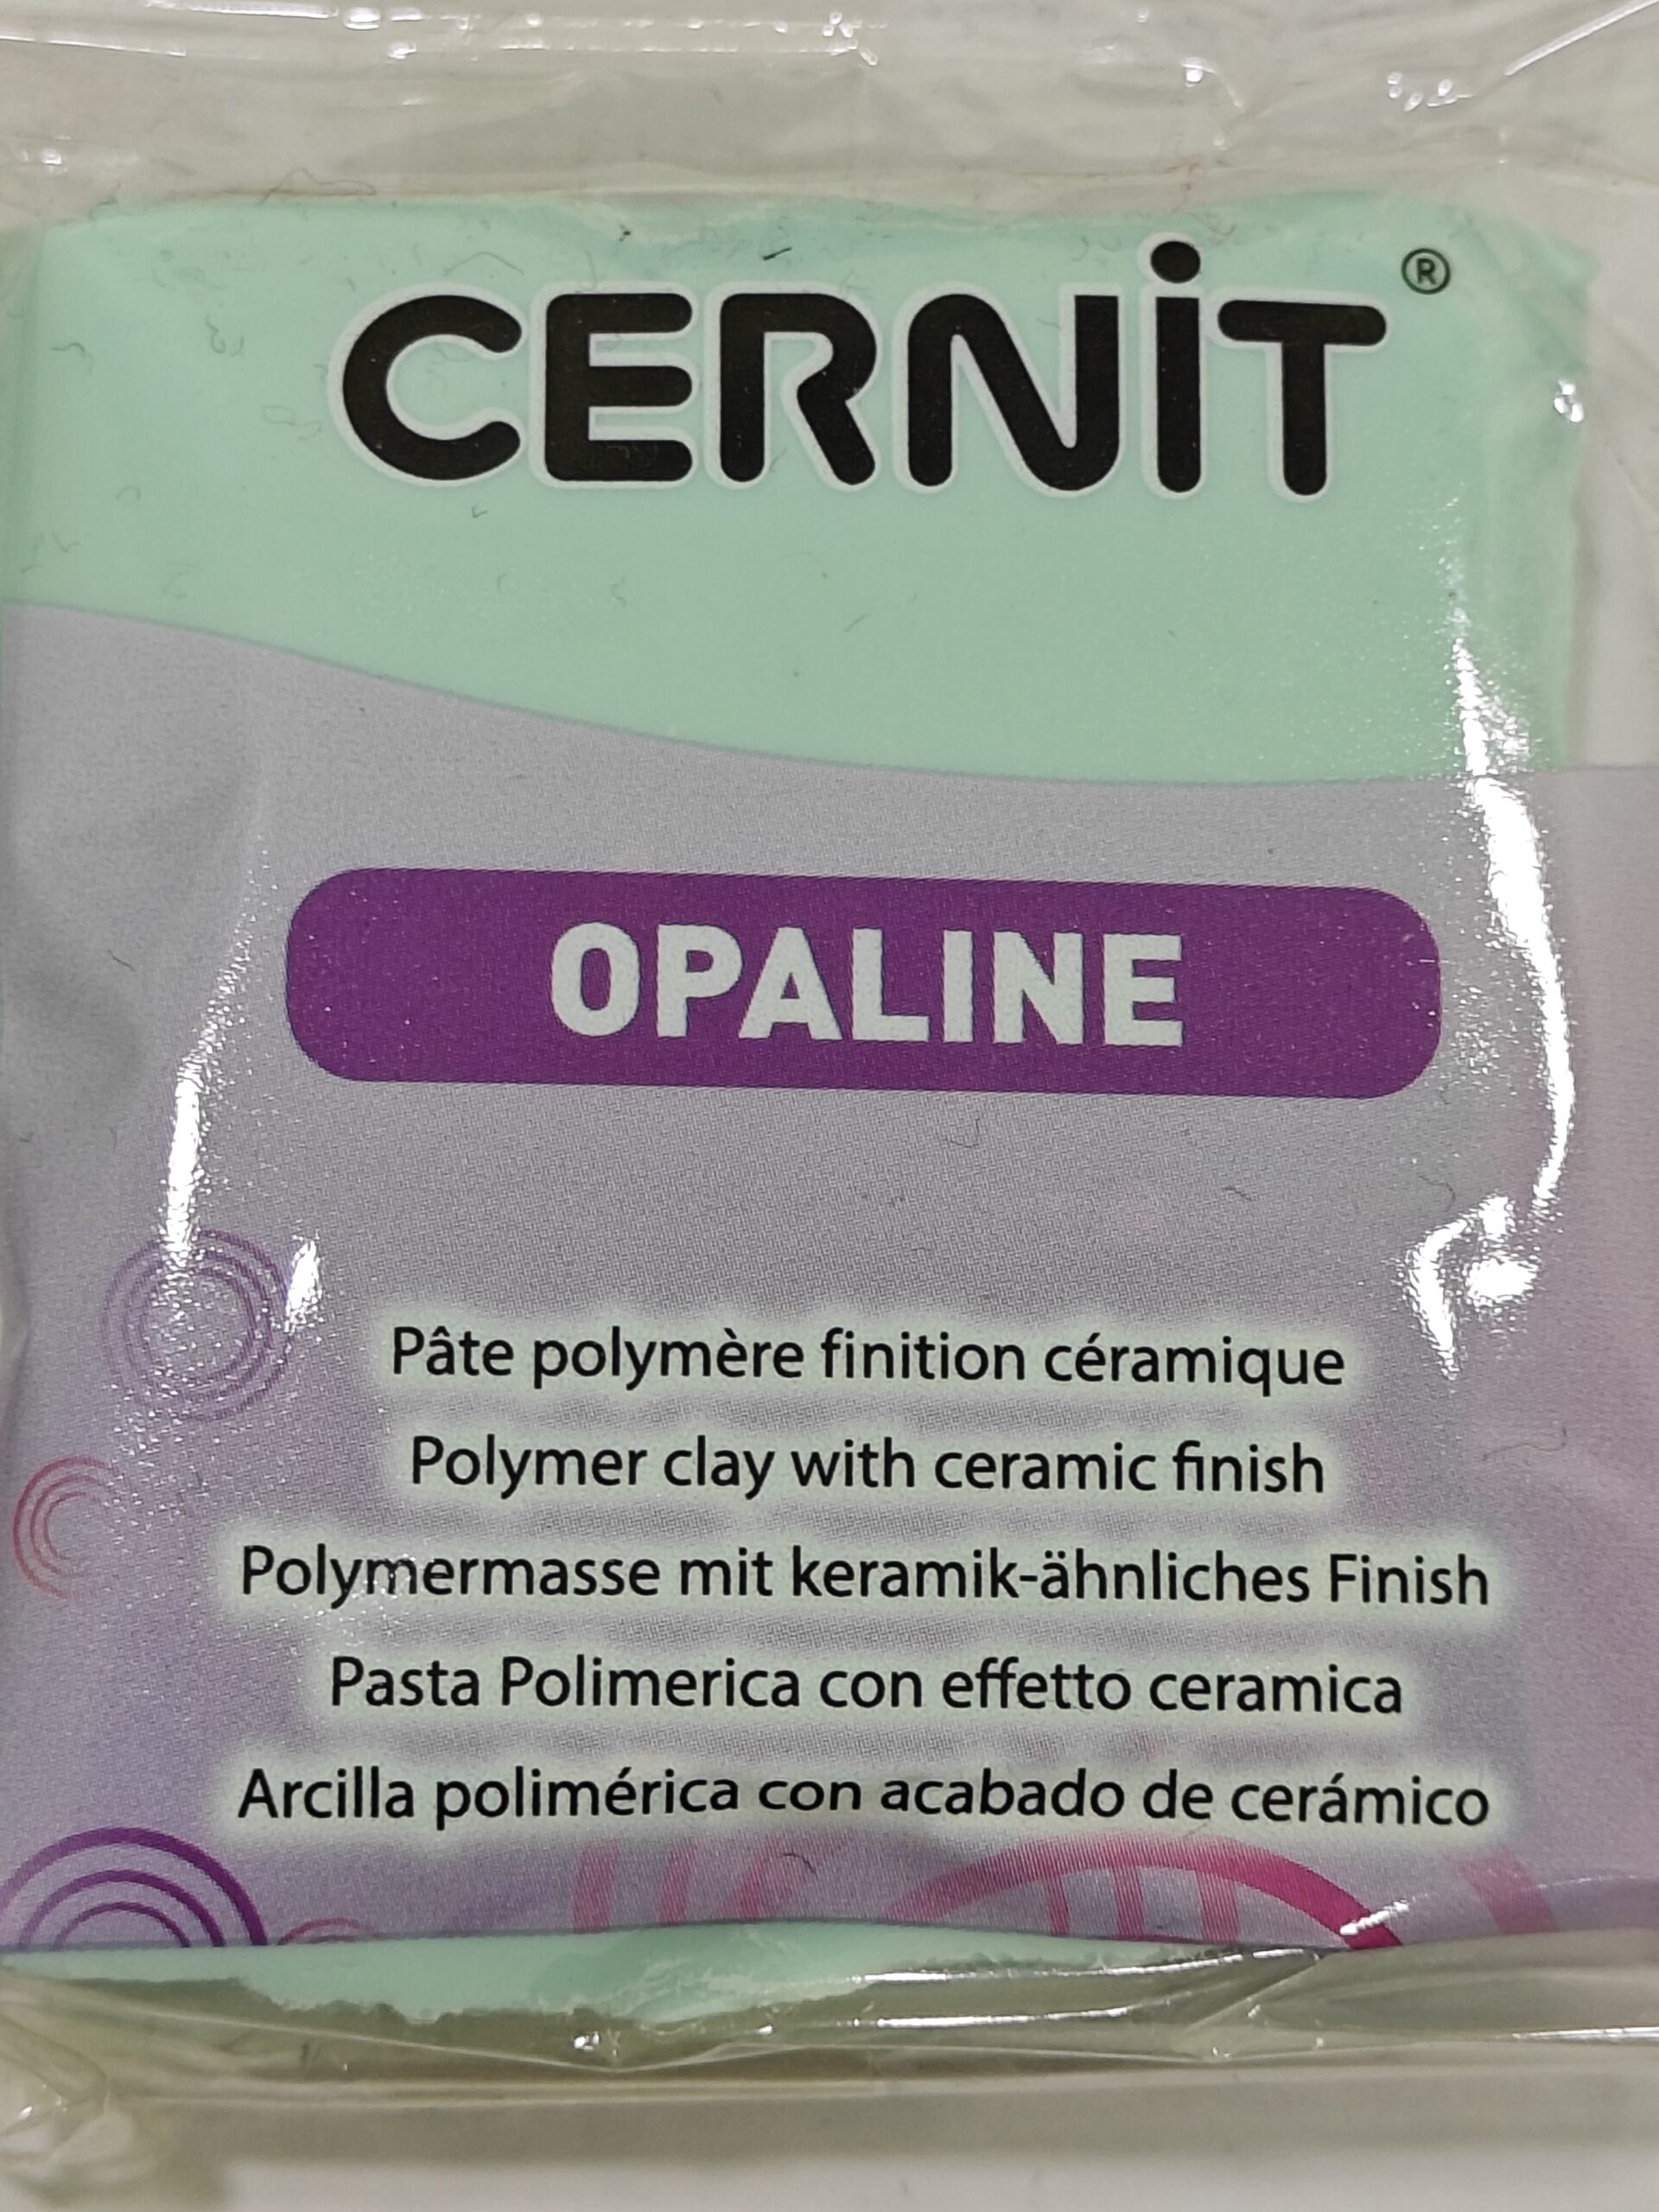 CERNiT®
OPALINE
Pâte polymère finition céramique
Polymer clay with ceramic finish
Polymermasse mit keramik-ähnliches Finish
Pasta Polimerica con effetto ceramica
Arcilla polimérica con acabado de cerámico